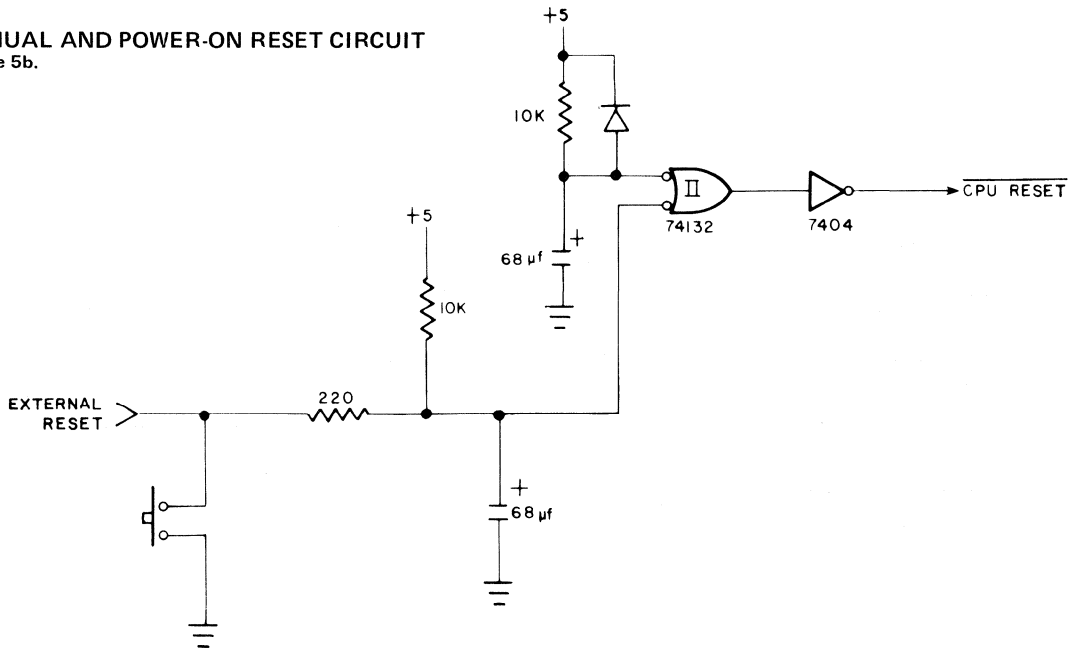 UAL AND POWER-ON RESET CIRCUIT
e 5b.
+5
10K
II
74132
7404
CPU RESET
+
68 µf
+5
10K
EXTERNAL
RESET
220
+
68 µf